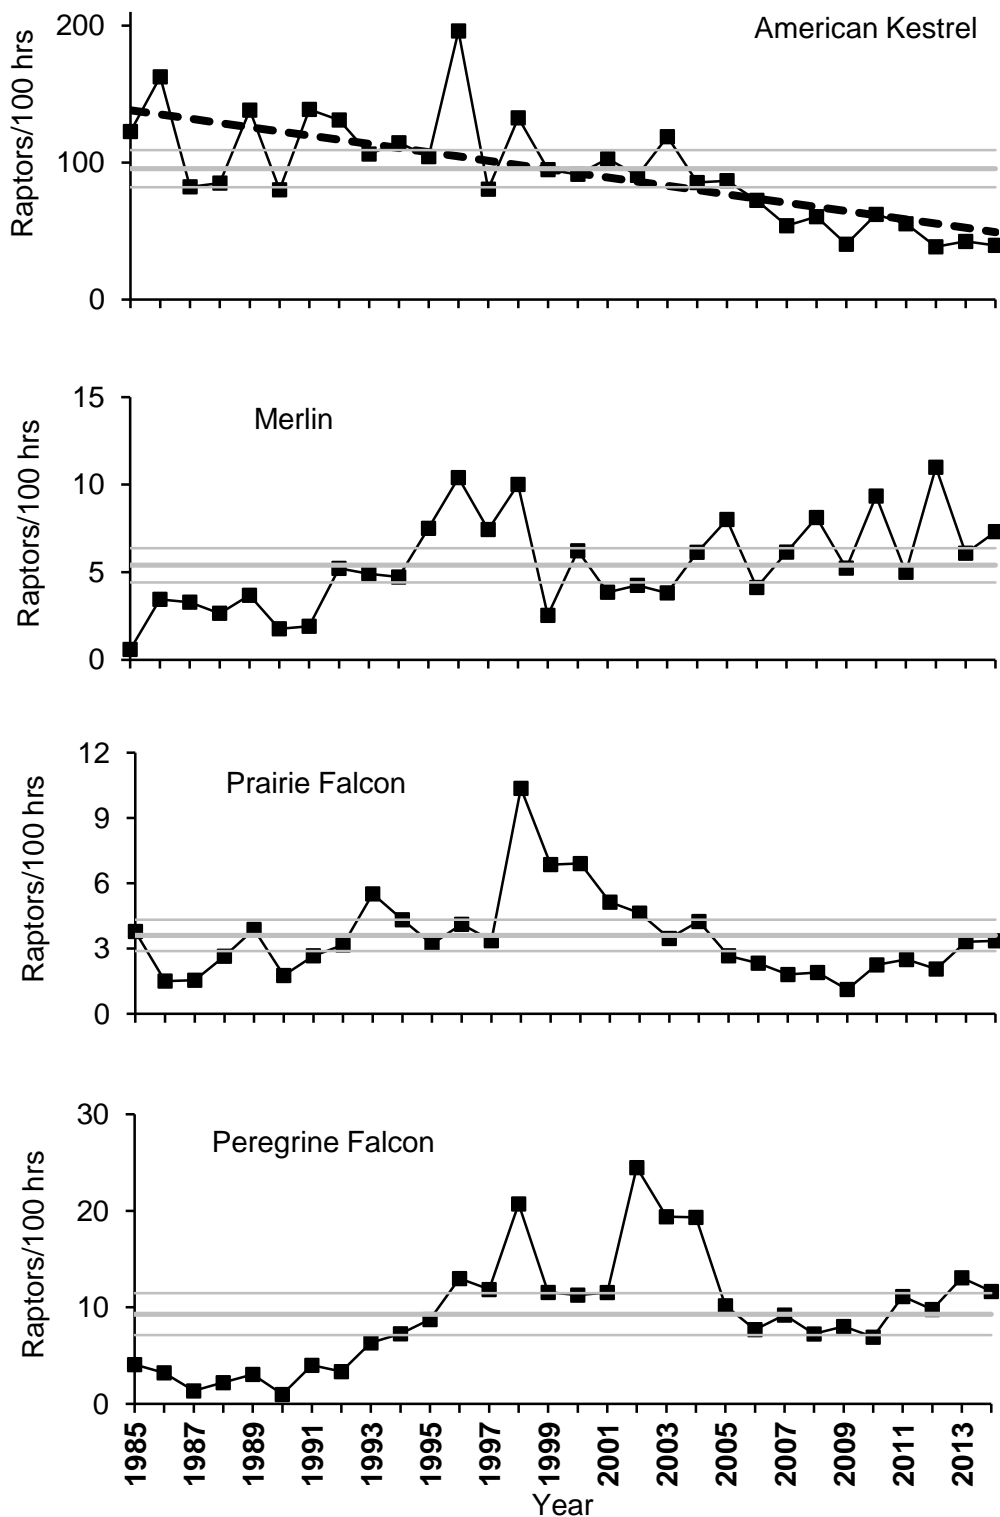 American Kestrel
Raptors/100 hrs
200
100
0
Merlin
Raptors/100 hrs
15
10
5
0
Prairie Falcon
Raptors/100 hrs
12
9
6
3
0
Peregrine Falcon
Raptors/100 hrs
30
20
10
0
1985 1987 1989 1991 1993 1995 1997 1999 2001 2003 2005 2007 2009 2011 2013
Year